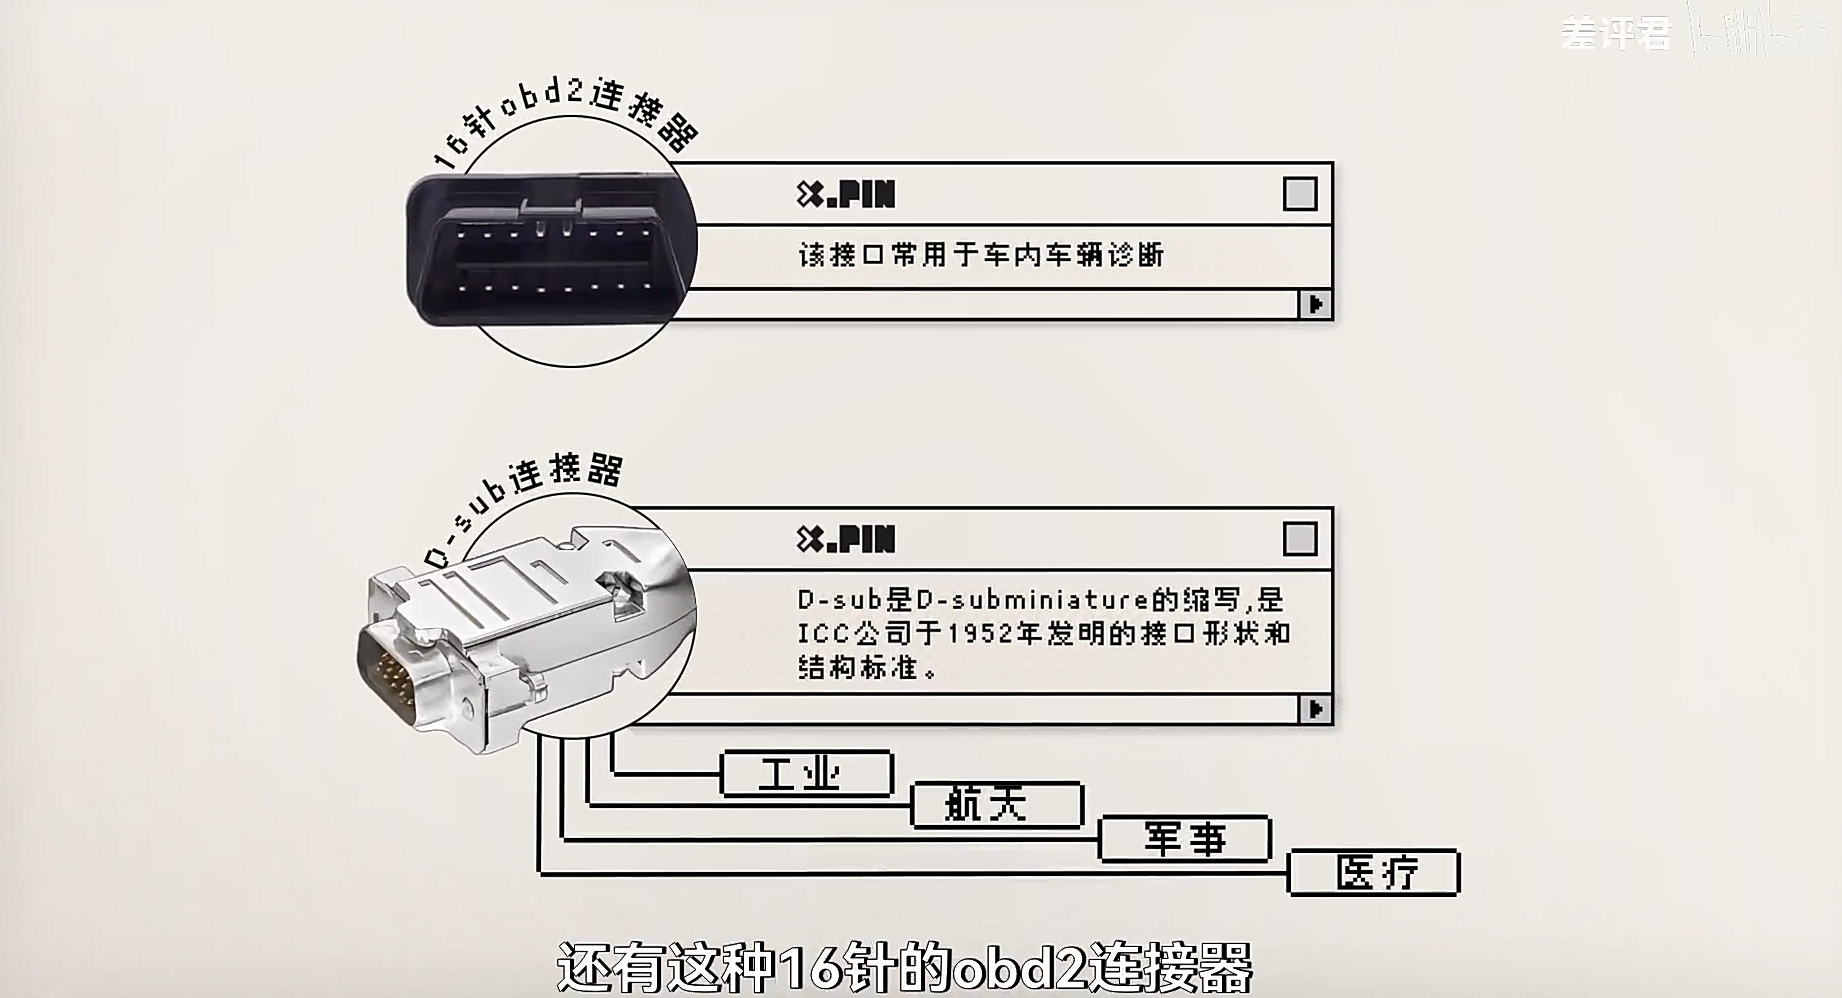 差评君 bilibili
16针obd2连接器
X.PIN
该接口常用于车内车辆诊断
D-sub连接器
X.PIN
D-sub是D-subminiature的缩写,是
ICC公司于1952年发明的接口形状和
结构标准。
工业
航天
军事
医疗
还有这种16针的obd2连接器